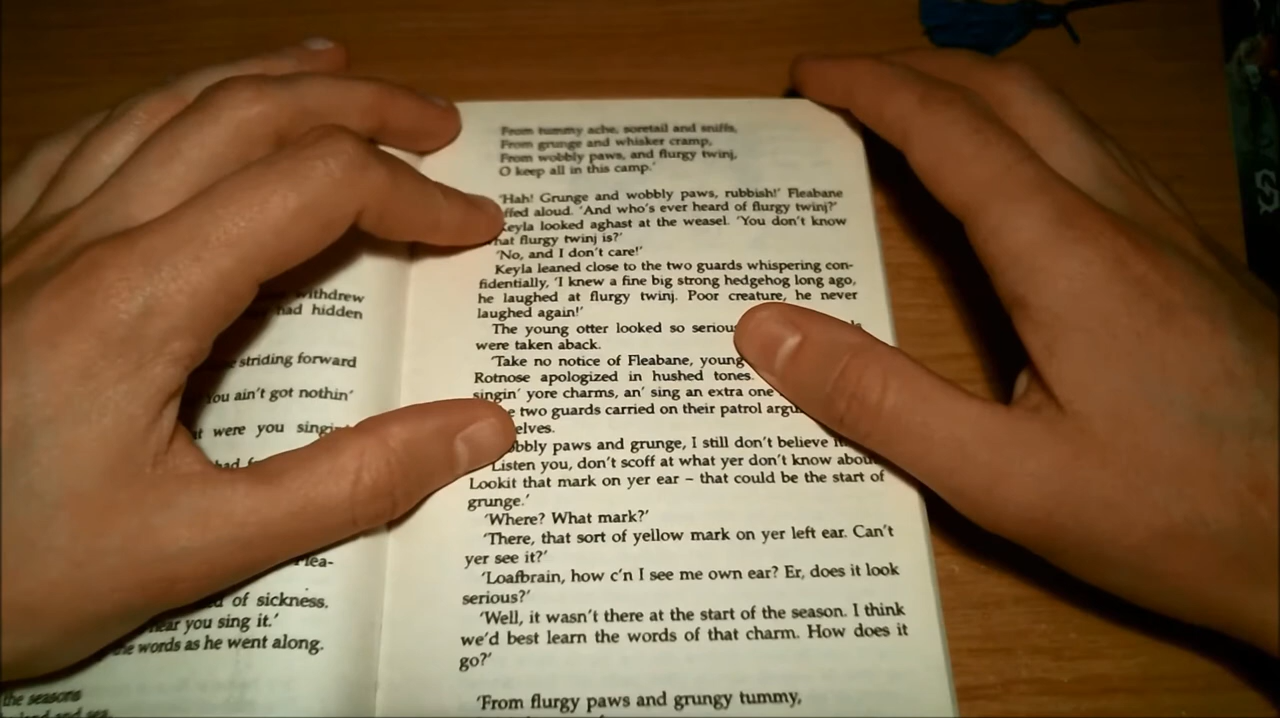 withdrew
had hidden
striding forward
you ain't got nothin'
were you
of sickness.
you sing it.'
words as he went along.
the seasons
and sea
From tummy ache, soretail and sniffs,
From grunge and whisker cramp,
From wobbly paws, and flurgy twinj,
O keep all in this camp.'
'Hah! Grunge and wobbly paws, rubbish!' Fleabane
ffed aloud. 'And who's ever heard of flurgy twinj?'
Keyla looked aghast at the weasel. 'You don't know
hat flurgy twinj is?'
'No, and I don't care!'
Keyla leaned close to the two guards whispering con-
fidentially, 'I knew a fine big strong hedgehog long ago,
he laughed at flurgy twinj. Poor creature, he never
laughed again!'
The young otter looked so serious
were taken aback.
'Take no notice of Fleabane, young
Rotnose apologized in hushed tones.
singin' yore charms, an' sing an extra one
two guards carried on their patrol
elves.
obbly paws and grunge, I still don't believe
Listen you, don't scoff at what yer don't know about.
Lookit that mark on yer ear – that could be the start of
grunge.'
'Where? What mark?'
'There, that sort of yellow mark on yer left ear. Can't
yer see it?'
'Loafbrain, how c'n I see me own ear? Er, does it look
serious?'
'Well, it wasn't there at the start of the season. I think
we'd best learn the words of that charm. How does it
go?'
'From flurgy paws and grungy tummy,